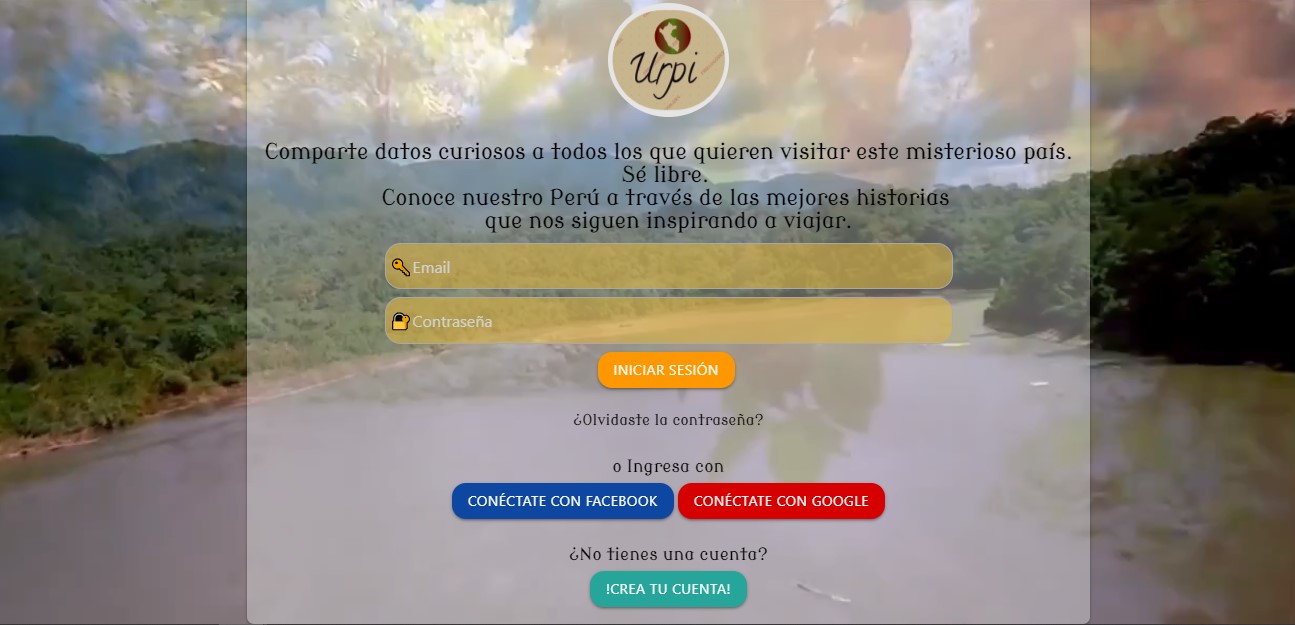 Urpi
Comparte datos curiosos a todos los que quieren visitar este misterioso país.
Sé libre.
Conoce nuestro Perú a través de las mejores historias
que nos siguen inspirando a viajar.
Email
Contraseña
INICIAR SESIÓN
¿Olvidaste la contraseña?
o Ingresa con
CONÉCTATE CON FACEBOOK CONÉCTATE CON GOOGLE
¿No tienes una cuenta?
!CREA TU CUENTA!